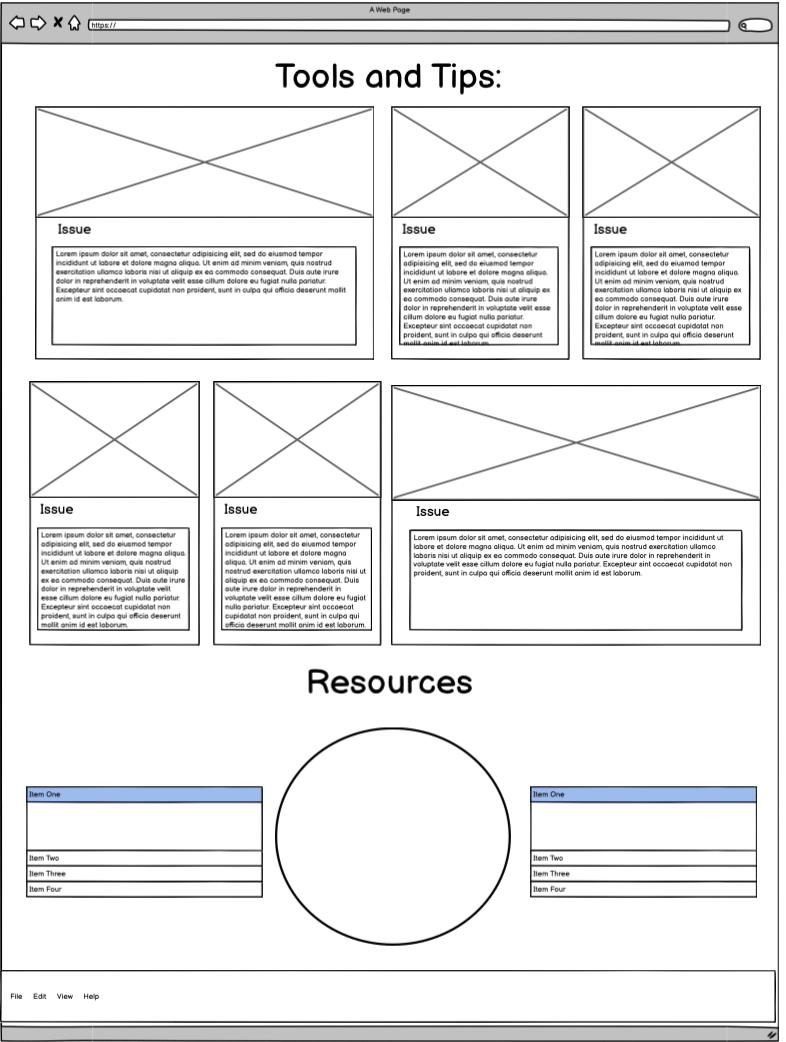 A Web Page
https://
Tools and Tips:
Issue
Lorem ipsum dolor sit amet, consectetur adipisicing elit, sed do eiusmod tempor
incididunt ut labore et dolore magna aliqua. Ut enim ad minim veniam, quis nostrud
exercitation ullamco laboris nisi ut aliquip ex ea commodo consequat. Duis aute irure
dolor in reprehenderit in voluptate velit esse cillum dolore eu fugiat nulla pariatur.
Excepteur sint occaecat cupidatat non proident, sunt in culpa qui officia deserunt mollit
anim id est laborum.
Issue
Lorem ipsum dolor sit amet, consectetur
adipisicing elit, sed do eiusmod tempor
incididunt ut labore et dolore magna aliqua.
Ut enim ad minim veniam, quis nostrud
exercitation ullamco laboris nisi ut aliquip ex
ea commodo consequat. Duis aute irure
dolor in reprehenderit in voluptate velit esse
cillum dolore eu fugiat nulla pariatur.
Excepteur sint occaecat cupidatat non
proident, sunt in culpa qui officia deserunt
mollit anim id est laborum.
Issue
Lorem ipsum dolor sit amet, consectetur
adipisicing elit, sed do eiusmod tempor
incididunt ut labore et dolore magna aliqua.
Ut enim ad minim veniam, quis nostrud
exercitation ullamco laboris nisi ut aliquip ex
ea commodo consequat. Duis aute irure
dolor in reprehenderit in voluptate velit esse
cillum dolore eu fugiat nulla pariatur.
Excepteur sint occaecat cupidatat non
proident, sunt in culpa qui officia deserunt
mollit anim id est laborum.
Issue
Lorem ipsum dolor sit amet, consectetur
adipisicing elit, sed do eiusmod tempor
incididunt ut labore et dolore magna aliqua.
Ut enim ad minim veniam, quis nostrud
exercitation ullamco laboris nisi ut aliquip
ex ea commodo consequat. Duis aute irure
dolor in reprehenderit in voluptate velit
esse cillum dolore eu fugiat nulla pariatur.
Excepteur sint occaecat cupidatat non
proident, sunt in culpa qui officia deserunt
mollit anim id est laborum.
Issue
Lorem ipsum dolor sit amet, consectetur
adipisicing elit, sed do eiusmod tempor
incididunt ut labore et dolore magna
aliqua. Ut enim ad minim veniam, quis
nostrud exercitation ullamco laboris nisi ut
aliquip ex ea commodo consequat. Duis
aute irure dolor in reprehenderit in
voluptate velit esse cillum dolore eu fugiat
nulla pariatur. Excepteur sint occaecat
cupidatat non proident, sunt in culpa qui
officia deserunt mollit anim id est laborum.
Issue
Lorem ipsum dolor sit amet, consectetur adipisicing elit, sed do eiusmod tempor incididunt ut
labore et dolore magna aliqua. Ut enim ad minim veniam, quis nostrud exercitation ullamco
laboris nisi ut aliquip ex ea commodo consequat. Duis aute irure dolor in reprehenderit in
voluptate velit esse cillum dolore eu fugiat nulla pariatur. Excepteur sint occaecat cupidatat non
proident, sunt in culpa qui officia deserunt mollit anim id est laborum.
Resources
Item One
Item Two
Item Three
Item Four
Item One
Item Two
Item Three
Item Four
File Edit View Help